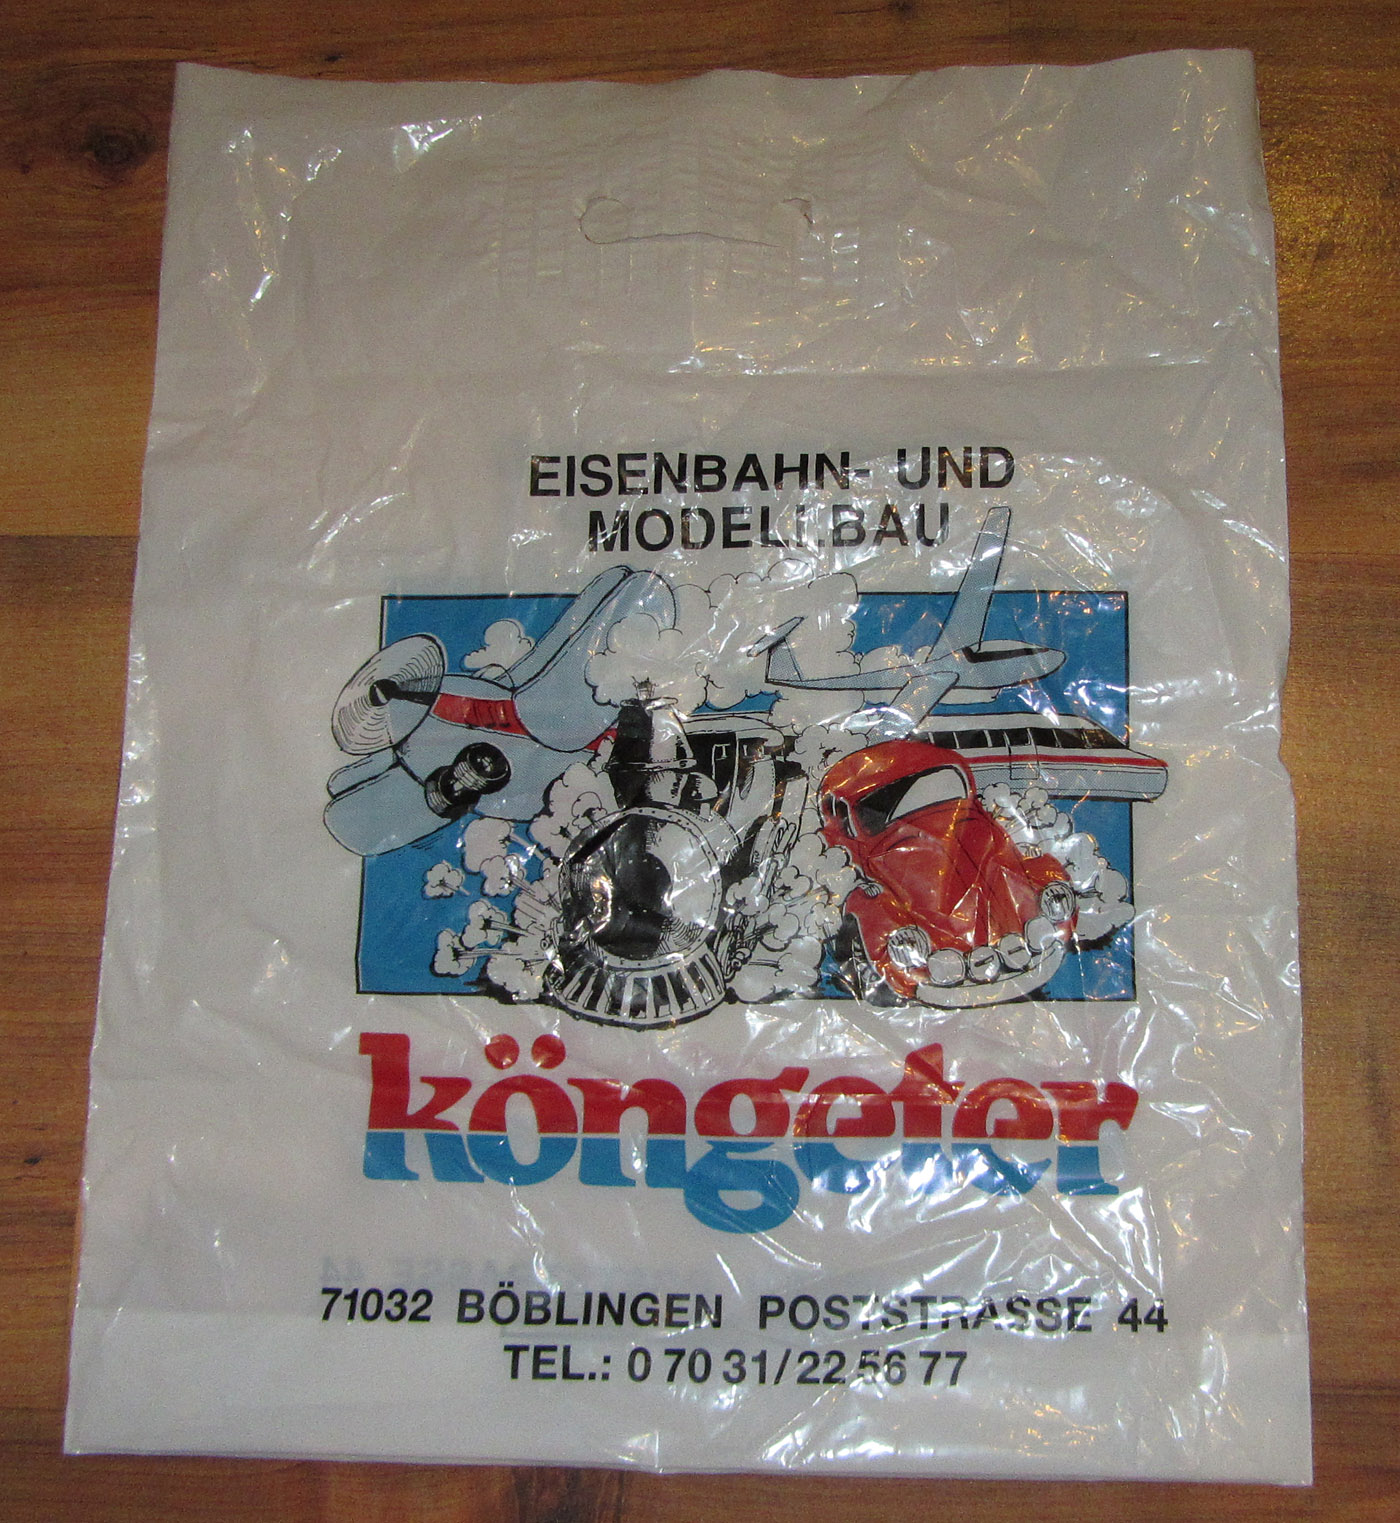 EISENBAHN- UND
MODELLBAU
köngeter
71032 BÖBLINGEN POSTSTRASSE 44
TEL.: 0 70 31/22 56 77